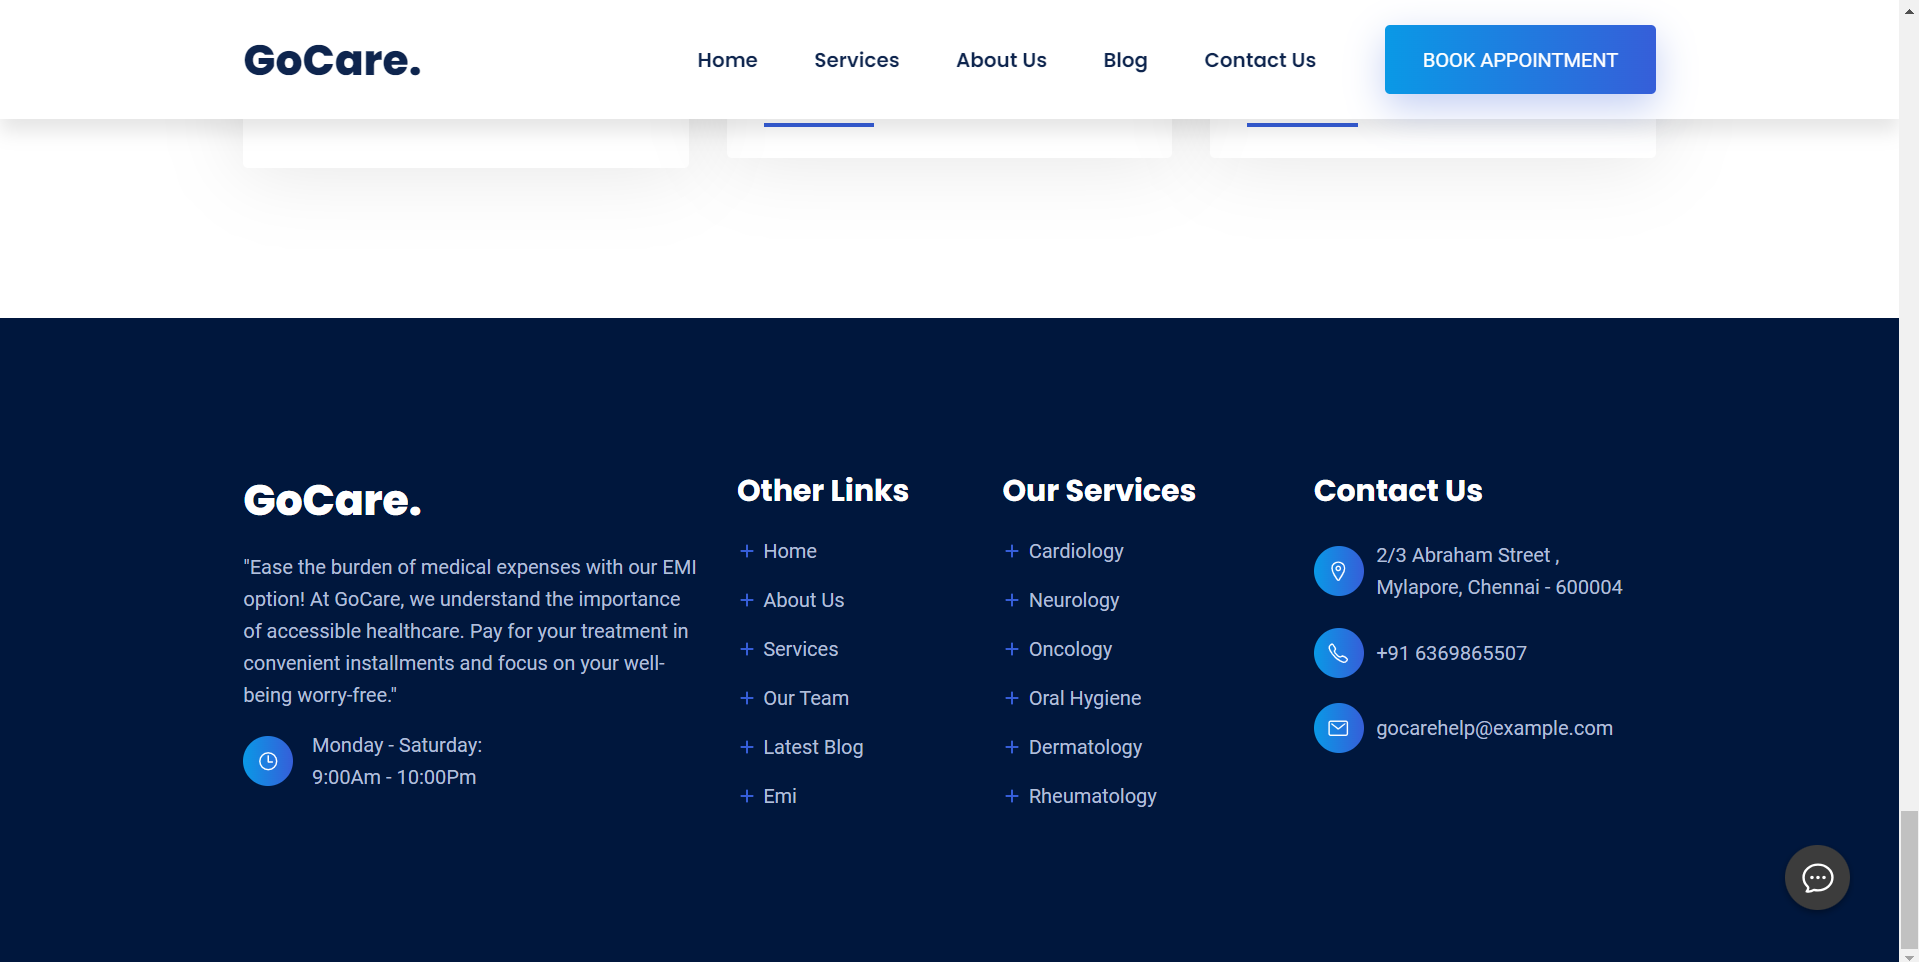 GoCare.
Home
Services
About Us
Blog
Contact Us
BOOK APPOINTMENT
GoCare.
"Ease the burden of medical expenses with our EMI
option! At GoCare, we understand the importance
of accessible healthcare. Pay for your treatment in
convenient installments and focus on your well-
being worry-free."
Monday - Saturday:
9:00Am - 10:00Pm
Other Links
Home
About Us
Services
Our Team
Latest Blog
Emi
Our Services
Cardiology
Neurology
Oncology
Oral Hygiene
Dermatology
Rheumatology
Contact Us
2/3 Abraham Street ,
Mylapore, Chennai - 600004
+91 6369865507
gocarehelp@example.com